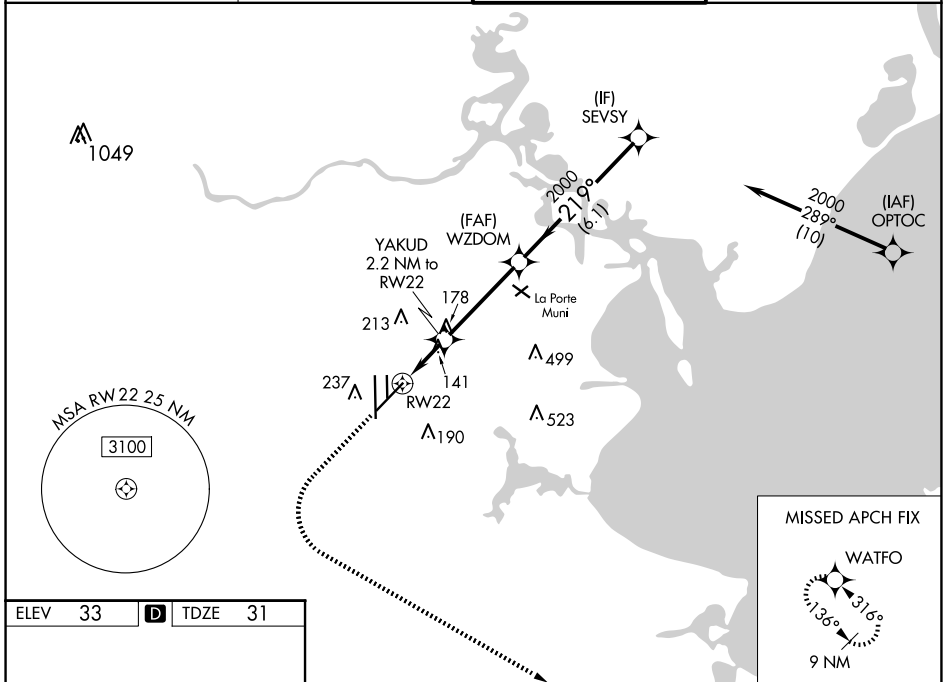 1049
(IF)
SEVSY
2000
219°
(6.1)
2000
289°
(10)
(IAF)
OPTOC
(FAF)
WZDOM
YAKUD
2.2 NM to
RW22
178
La Porte
Muni
213
499
141
237
RW22
523
190
MSA RW22 25 NM
3100
MISSED APCH FIX
WATFO
136°
316°
9 NM
ELEV 33 D TDZE 31